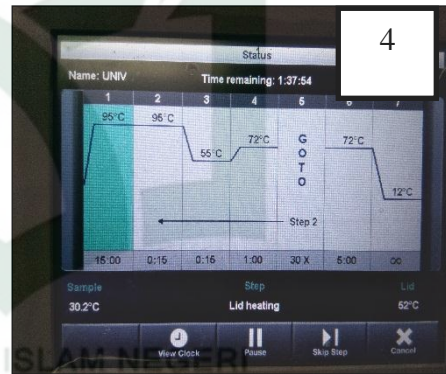 4
Status
Name: UNIV
Time remaining: 1:37:54
1 2 3 4 5 6 7
95°C 95°C 55°C 72°C GOTO 72°C 12°C
Step 2
15:00 0:15 0:15 1:00 30 X 5:00 ∞
Sample Step Lid
30.2°C Lid heating 52°C
View Clock Pause Skip Step Cancel
ISLAM NEGERI